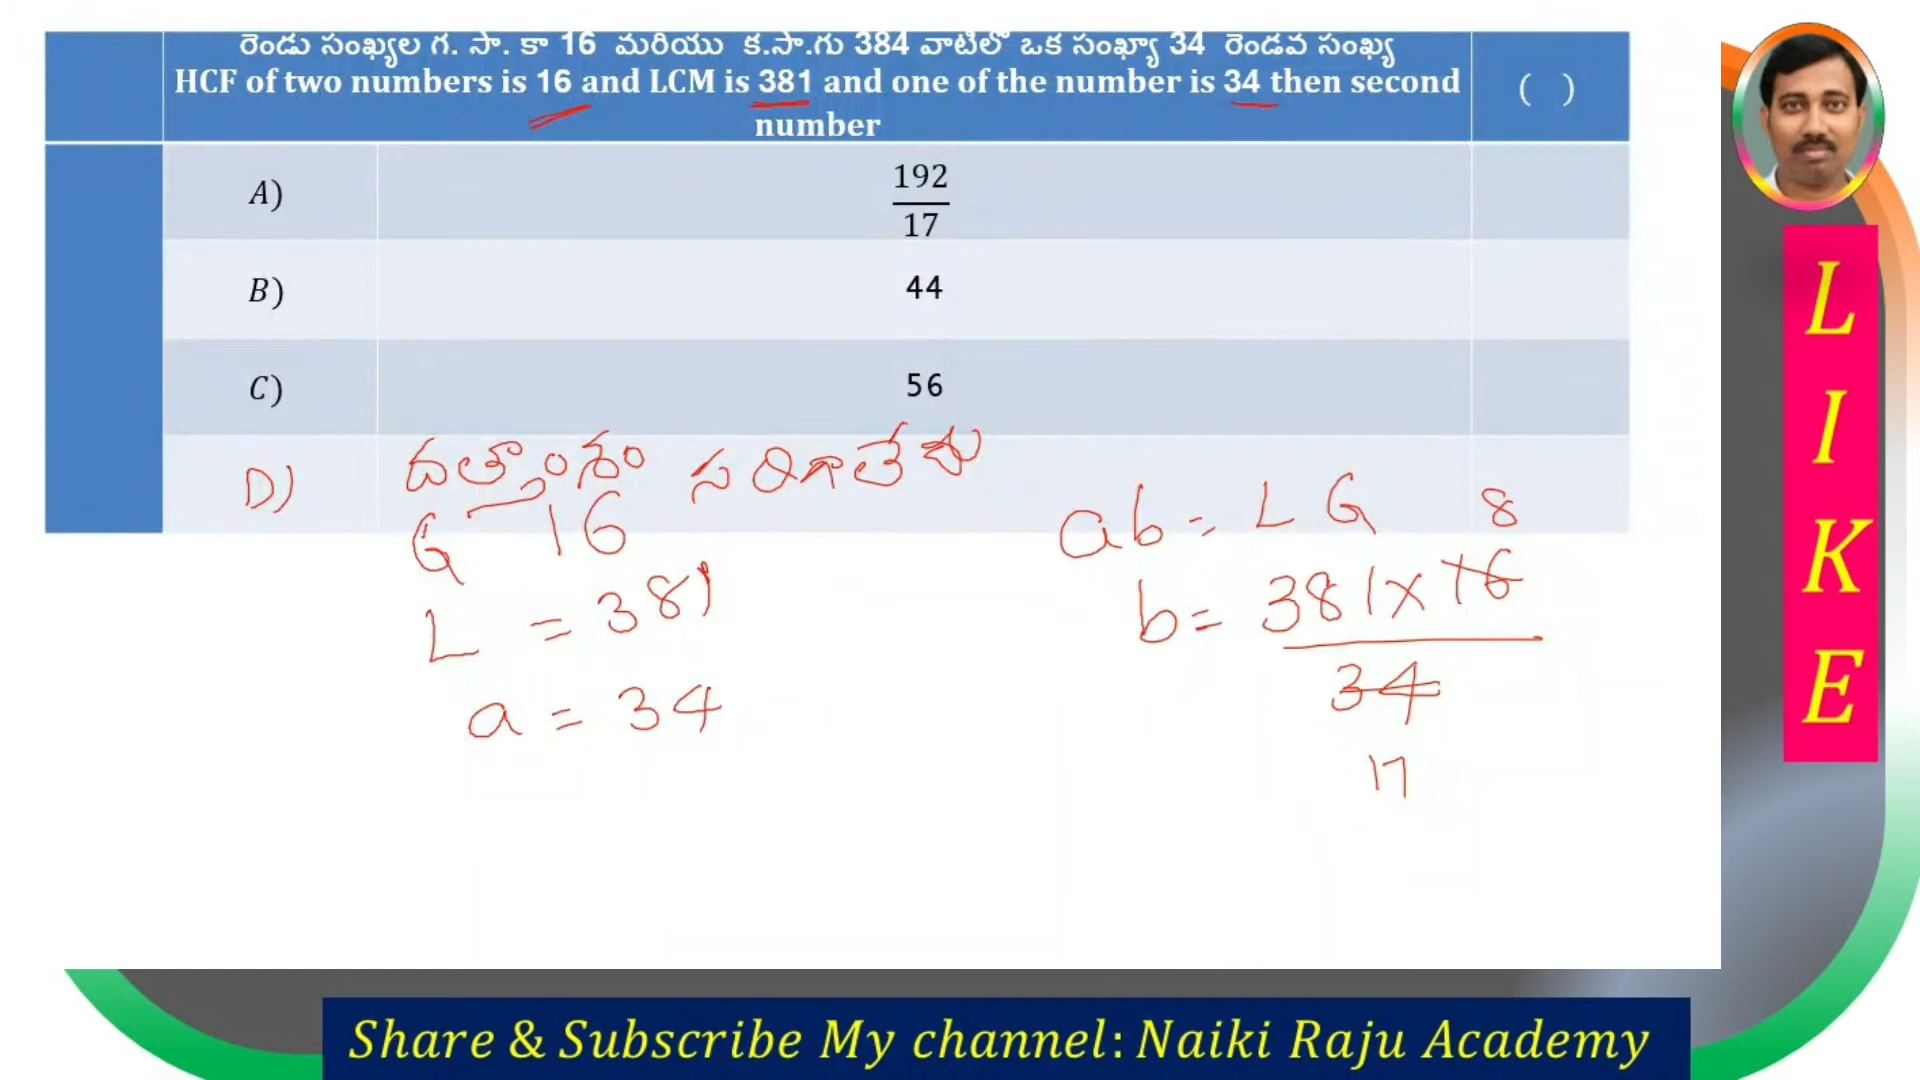 రెండు సంఖ్యల గ. సా. కా 16 మరియు క.సా.గు 384 వాటిలో ఒక సంఖ్యా 34 రెండవ సంఖ్య
HCF of two numbers is 16 and LCM is 381 and one of the number is 34 then second
number
( )
A) 192
17
B) 44
C) 56
D) దత్తాంశం సరిగా లేదు
G 16
L = 381
a = 34
ab = L G
8
b = 381 x 16
34
17
L
I
K
E
Share & Subscribe My channel: Naiki Raju Academy